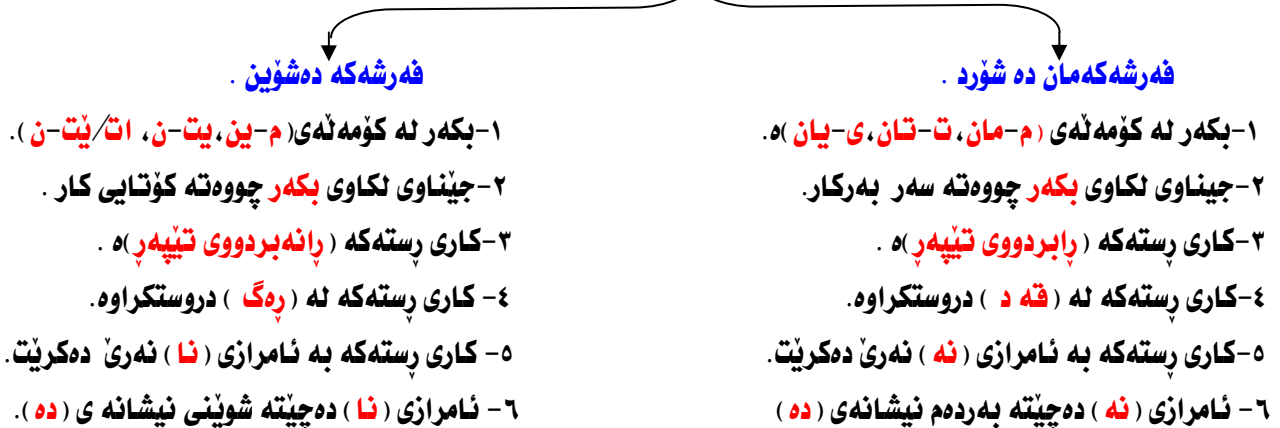 فەرشەکەمان دە شۆرد .
١-بکەر لە کۆمەڵەی (م-مان، ت-تان، ی-یان )ە.
٢-جیناوی لکاوی بکەر چووەتە سەر بەرکار.
٣-کاری ڕستەکە ( ڕابردووی تێپەڕ )ە .
٤-کاری ڕستەکە لە ( قە د ) دروستکراوە.
٥-کاری ڕستەکە بە ئامرازی ( نە ) نەرێ دەکرێت.
٦- ئامرازی ( نە ) دەچێتە بەردەم نیشانەی ( دە )
فەرشەکە دەشۆین .
١-بکەر لە کۆمەڵەی( م-ین، یت-ن، ات/ێت-ن ).
٢-جێناوی لکاوی بکەر چووەتە کۆتایی کار .
٣-کاری ڕستەکە ( ڕانەبردووی تێپەڕ )ە .
٤- کاری ڕستەکە لە ( ڕەگ ) دروستکراوە.
٥- کاری ڕستەکە بە ئامرازی ( نا ) نەرێ دەکرێت.
٦- ئامرازی ( نا ) دەچێتە شوێنی نیشانە ی ( دە ).